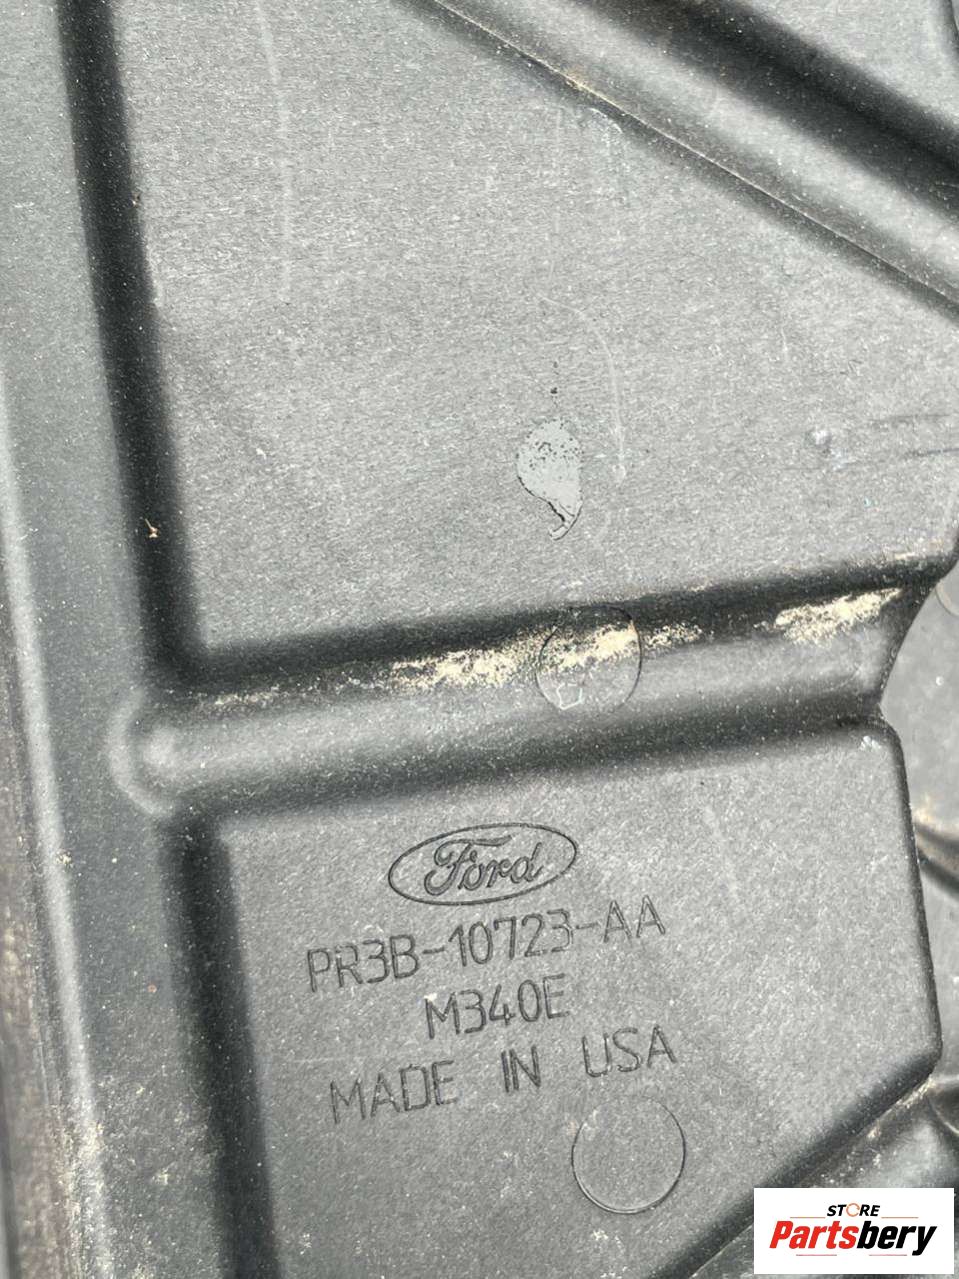 Ford
PR3B-10723-AA
M340E
MADE IN USA
STORE
Partsbery